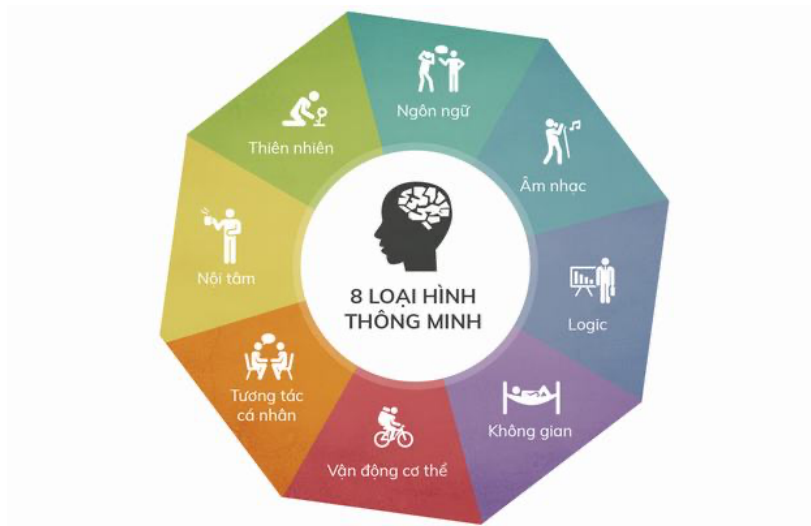 Ngôn ngữ
Âm nhạc
Logic
Không gian
Vận động cơ thể
Tương tác
cá nhân
Nội tâm
Thiên nhiên
8 LOẠI HÌNH
THÔNG MINH